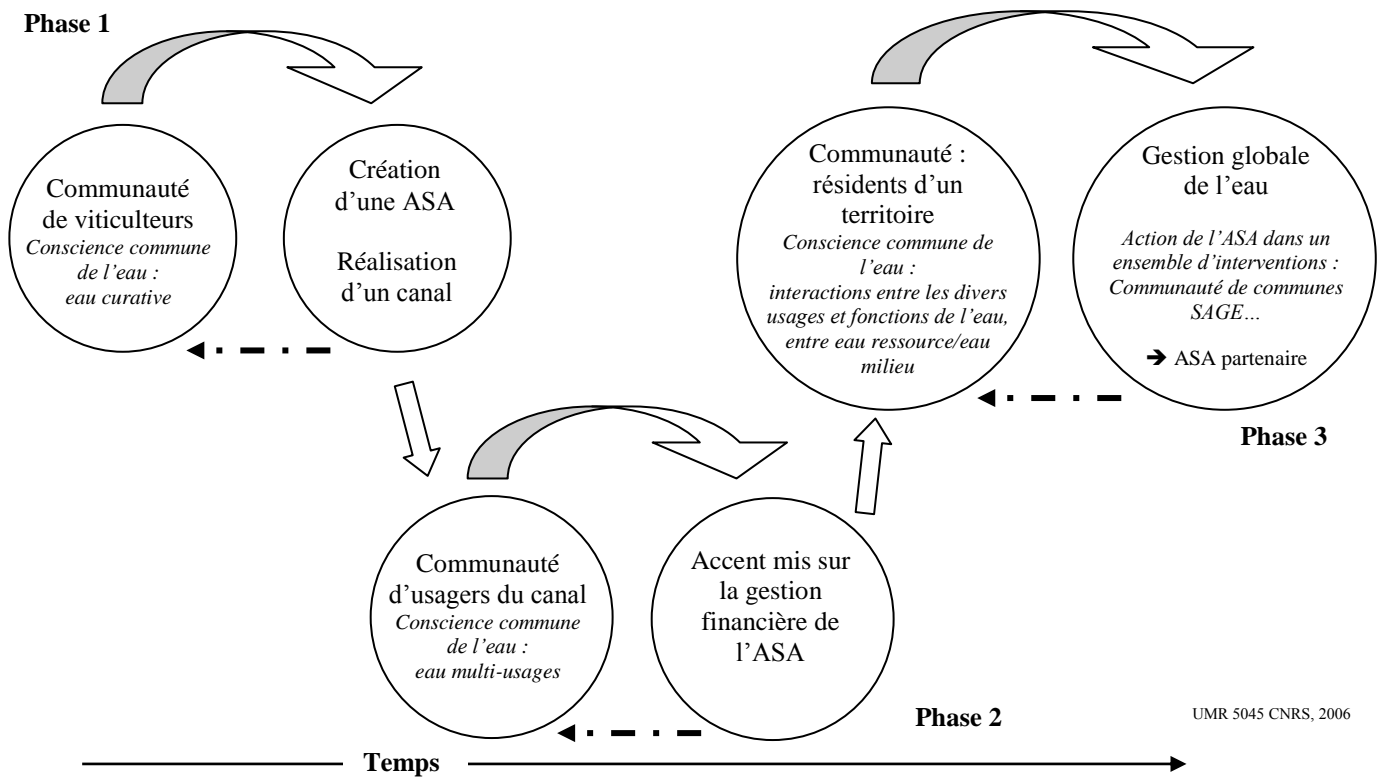 Phase 1
Communauté
de viticulteurs
Conscience commune
de l’eau :
eau curative
Création
d’une ASA
Réalisation
d’un canal
Communauté
d’usagers du canal
Conscience commune
de l’eau :
eau multi-usages
Accent mis sur
la gestion
financière de
l’ASA
Phase 2
Communauté :
résidents d’un
territoire
Conscience commune de
l’eau :
interactions entre les divers
usages et fonctions de l’eau,
entre eau ressource/eau
milieu
Gestion globale
de l’eau
Action de l’ASA dans un
ensemble d’interventions :
Communauté de communes
SAGE…
➔ ASA partenaire
Phase 3
UMR 5045 CNRS, 2006
Temps